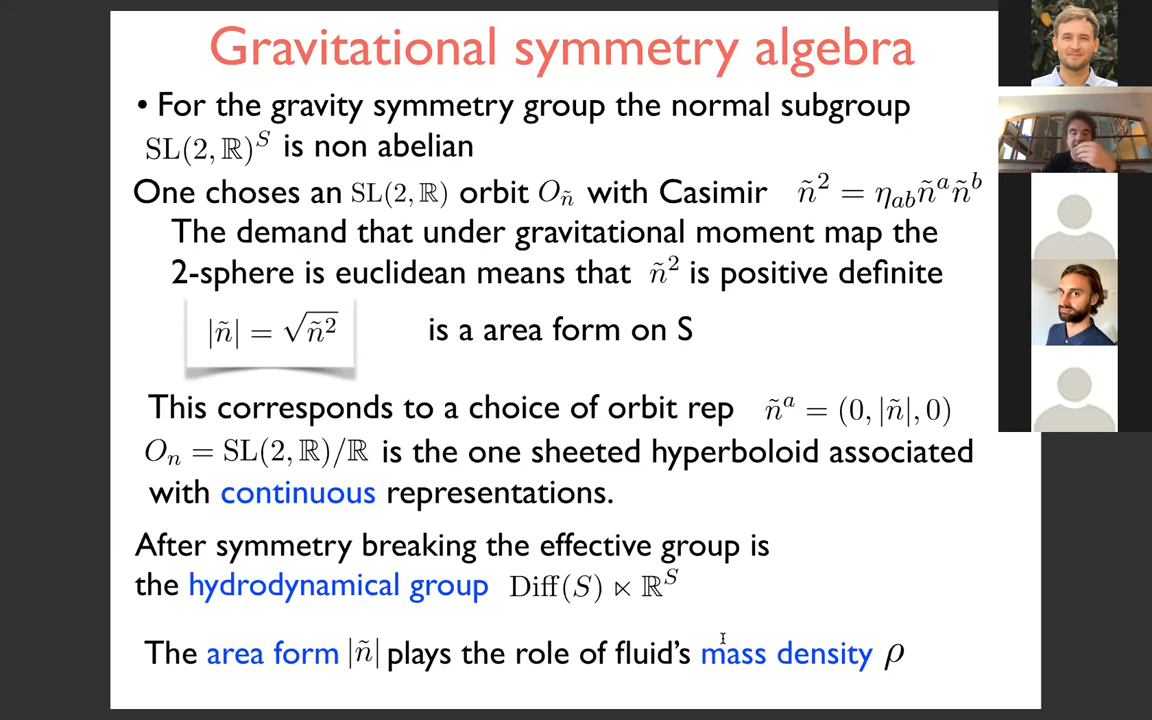 Gravitational symmetry algebra
• For the gravity symmetry group the normal subgroup
SL(2, ℝ)^S is non abelian
One choses an SL(2, ℝ) orbit O_ñ with Casimir ñ² = η_ab ñ^a ñ^b
The demand that under gravitational moment map the
2-sphere is euclidean means that ñ² is positive definite
|ñ| = √ñ² is a area form on S
This corresponds to a choice of orbit rep ñ^a = (0, |ñ|, 0)
O_n = SL(2, ℝ)/ℝ is the one sheeted hyperboloid associated
with continuous representations.
After symmetry breaking the effective group is
the hydrodynamical group Diff(S) ⋉ ℝ^S
The area form |ñ| plays the role of fluid's mass density ρ